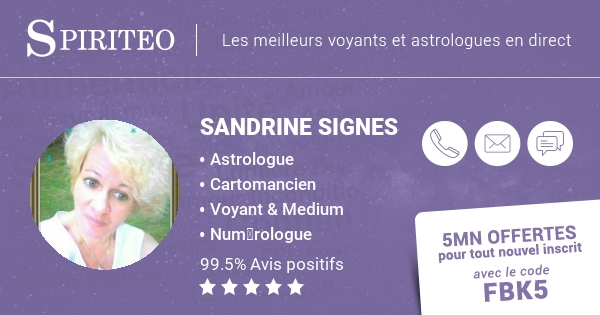 SPIRITEO
Les meilleurs voyants et astrologues en direct
SANDRINE SIGNES
• Astrologue
• Cartomancien
• Voyant & Medium
• Num▯rologue
99.5% Avis positifs
5MN OFFERTES
pour tout nouvel inscrit
avec le code
FBK5